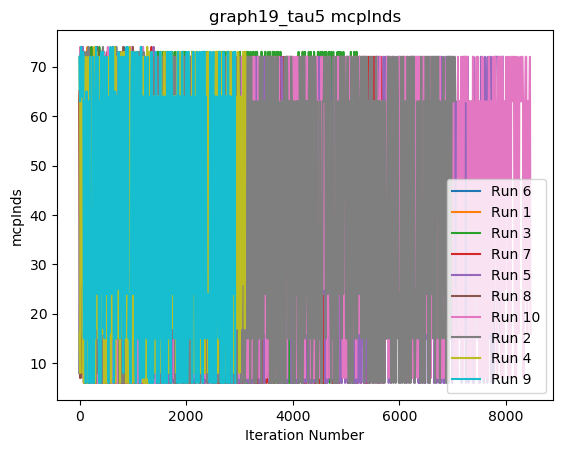 graph19_tau5 mcpInds
mcpInds
70
60
50
40
30
20
10
0
2000
4000
6000
8000
Iteration Number
Run 6
Run 1
Run 3
Run 7
Run 5
Run 8
Run 10
Run 2
Run 4
Run 9